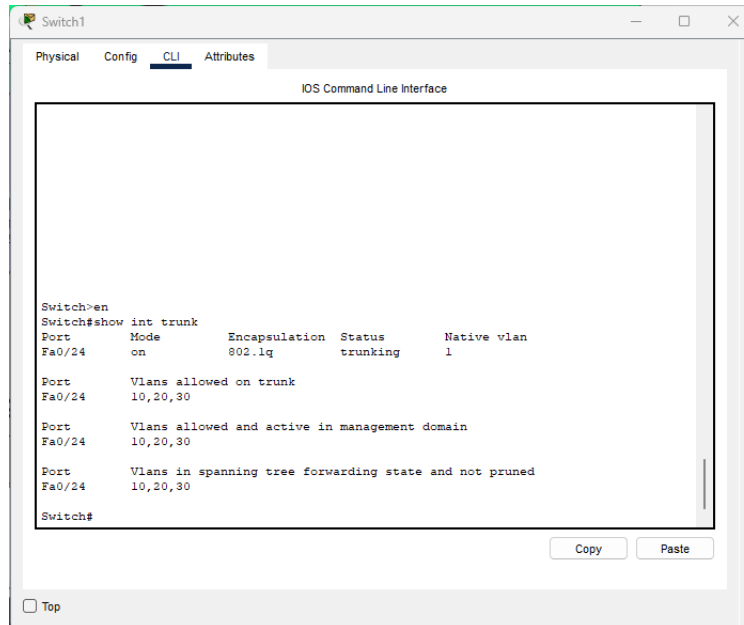 Switch1
Physical Config CLI Attributes
IOS Command Line Interface
Switch>en
Switch#show int trunk
Port Mode Encapsulation Status Native vlan
Fa0/24 on 802.1q trunking 1
Port Vlans allowed on trunk
Fa0/24 10,20,30
Port Vlans allowed and active in management domain
Fa0/24 10,20,30
Port Vlans in spanning tree forwarding state and not pruned
Fa0/24 10,20,30
Switch#
Copy Paste
Top